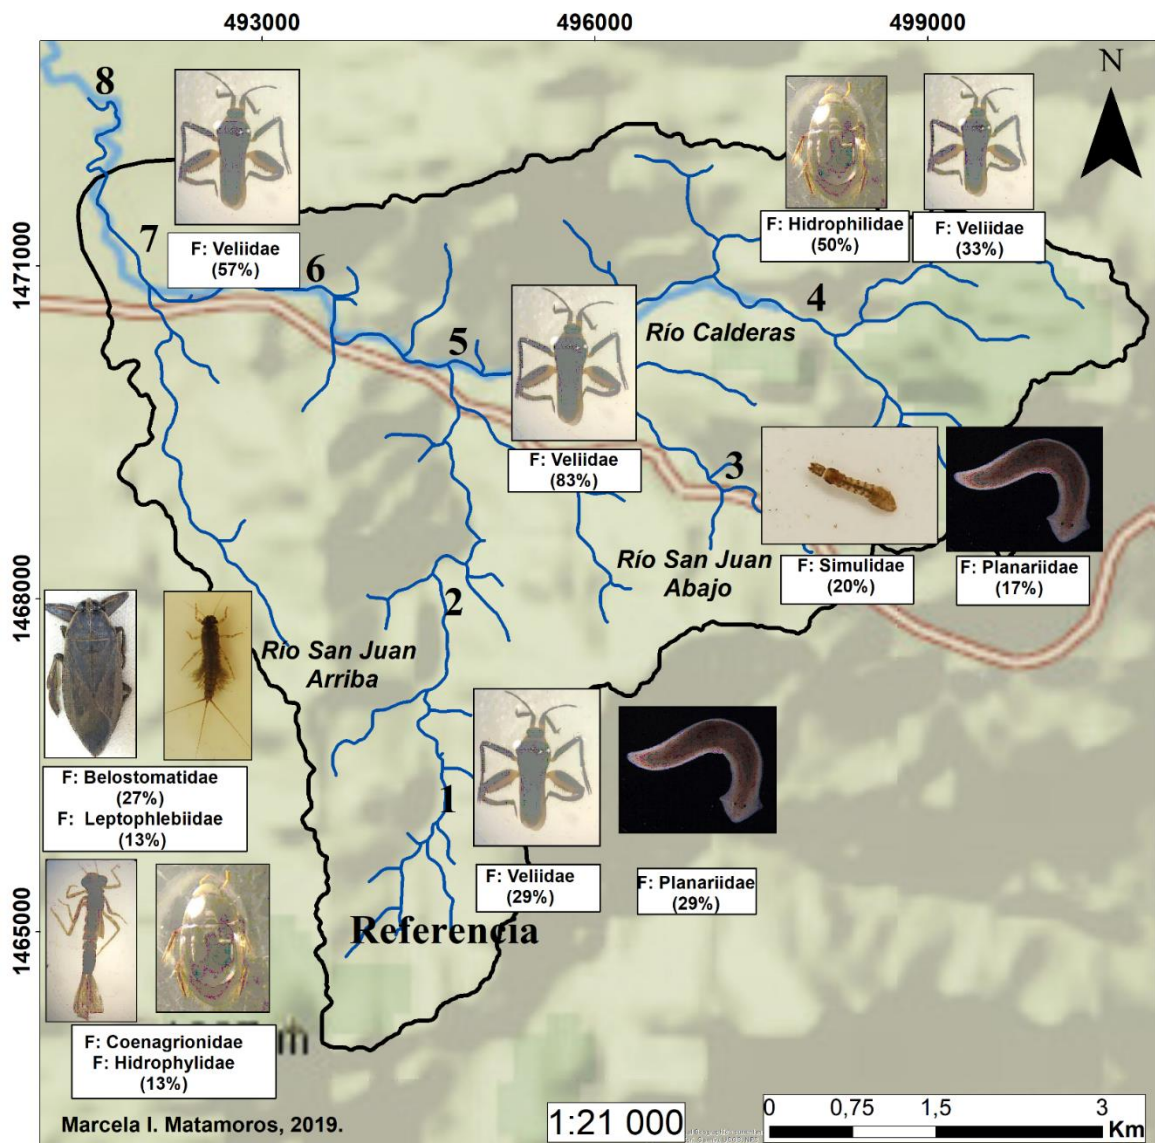 493000
496000
499000
N
8
7
F: Veliidae
(57%)
F: Hidrophilidae
(50%)
F: Veliidae
(33%)
1471000
6
4
5
Río Calderas
F: Veliidae
(83%)
3
F: Simulidae
(20%)
F: Planariidae
(17%)
Río San Juan
Abajo
1468000
2
Río San Juan
Arriba
F: Belostomatidae
(27%)
F: Leptophlebiidae
(13%)
1
F: Veliidae
(29%)
F: Planariidae
(29%)
1465000
Referencia
F: Coenagrionidae
F: Hidrophylidae
(13%)
Marcela I. Matamoros, 2019.
1:21 000
0 0,75 1,5 3
Km